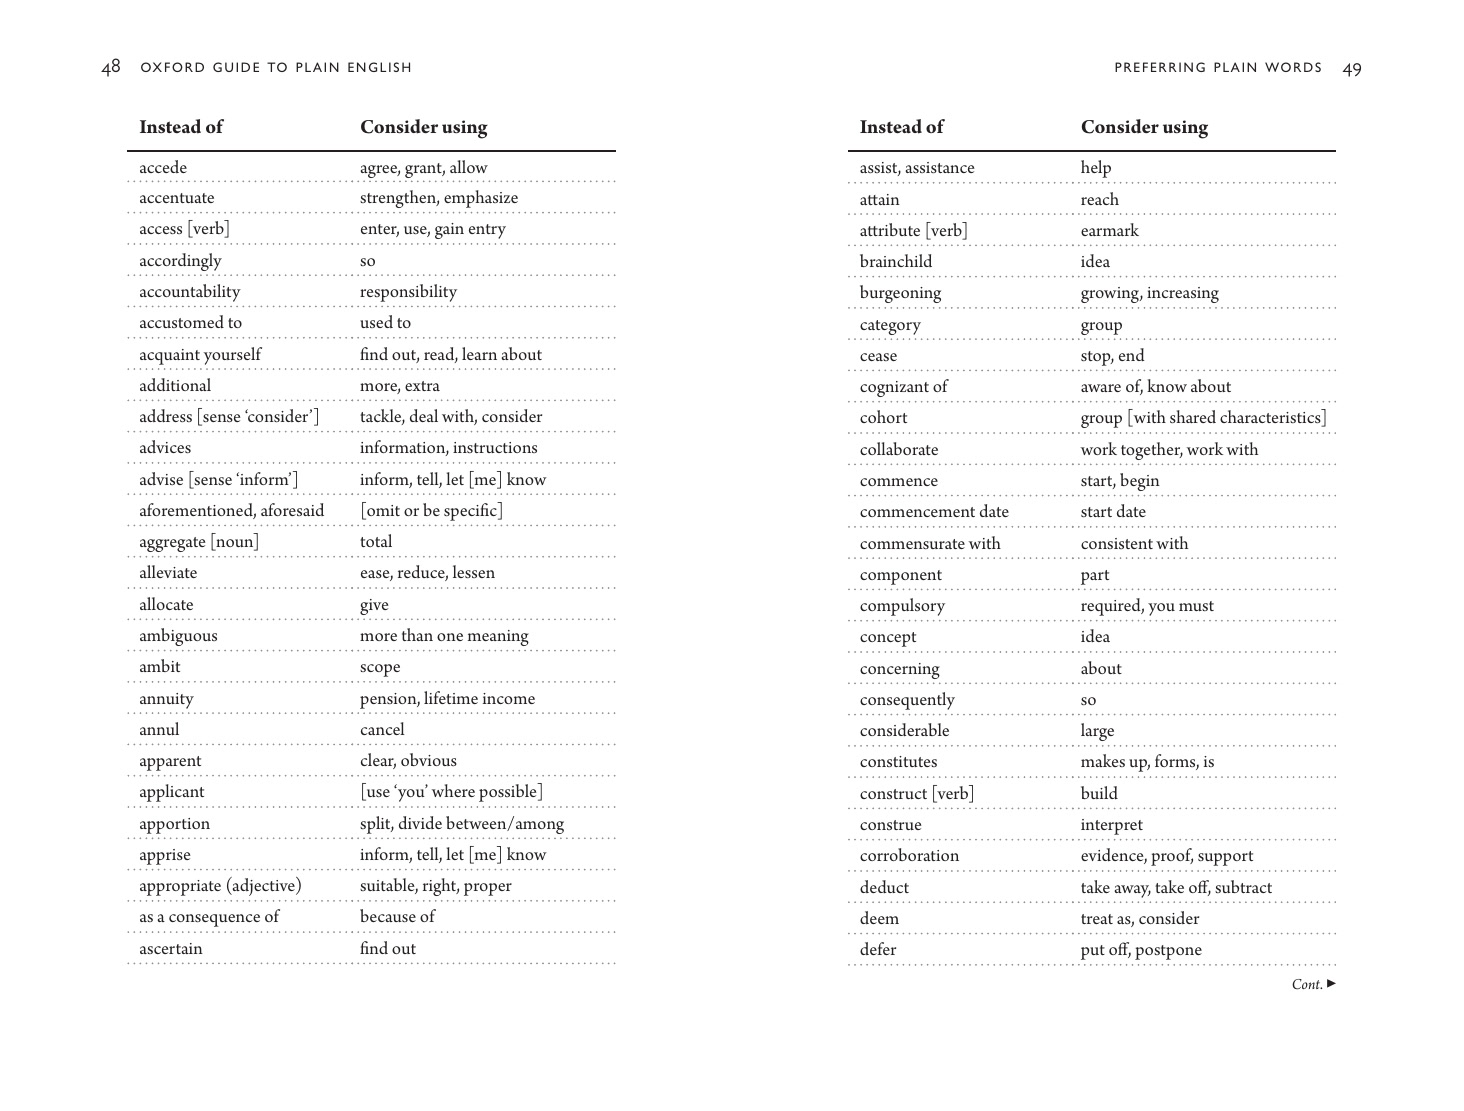 48 OXFORD GUIDE TO PLAIN ENGLISH
Instead of Consider using
accede agree, grant, allow
accentuate strengthen, emphasize
access [verb] enter, use, gain entry
accordingly so
accountability responsibility
accustomed to used to
acquaint yourself find out, read, learn about
additional more, extra
address [sense ‘consider’] tackle, deal with, consider
advices information, instructions
advise [sense ‘inform’] inform, tell, let [me] know
aforementioned, aforesaid [omit or be specific]
aggregate [noun] total
alleviate ease, reduce, lessen
allocate give
ambiguous more than one meaning
ambit scope
annuity pension, lifetime income
annul cancel
apparent clear, obvious
applicant [use ‘you’ where possible]
apportion split, divide between/among
apprise inform, tell, let [me] know
appropriate (adjective) suitable, right, proper
as a consequence of because of
ascertain find out
PREFERRING PLAIN WORDS 49
Instead of Consider using
assist, assistance help
attain reach
attribute [verb] earmark
brainchild idea
burgeoning growing, increasing
category group
cease stop, end
cognizant of aware of, know about
cohort group [with shared characteristics]
collaborate work together, work with
commence start, begin
commencement date start date
commensurate with consistent with
component part
compulsory required, you must
concept idea
concerning about
consequently so
considerable large
constitutes makes up, forms, is
construct [verb] build
construe interpret
corroboration evidence, proof, support
deduct take away, take off, subtract
deem treat as, consider
defer put off, postpone
Cont. ▶